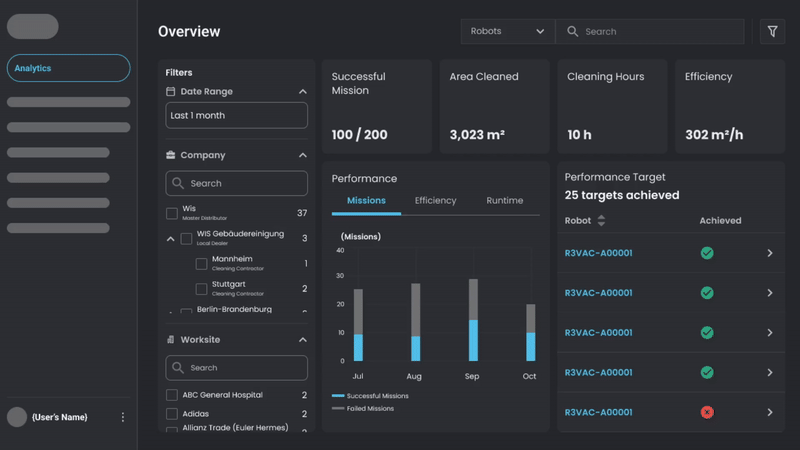 Analytics
{User's Name}
Overview
Robots
Search
Filters
Date Range
Last 1 month
Company
Search
Wis 37
Master Distributor
WIS Gebäudereinigung 3
Local Dealer
Mannheim 1
Cleaning Contractor
Stuttgart 2
Cleaning Contractor
Berlin-Brandenburg
Worksite
Search
ABC General Hospital 2
Adidas 2
Allianz Trade (Euler Hermes) 2
Successful
Mission
100 / 200
Area Cleaned
3,023 m²
Cleaning Hours
10 h
Efficiency
302 m²/h
Performance
Missions Efficiency Runtime
(Missions)
40
30
20
10
0
Jul Aug Sep Oct
Successful Missions
Failed Missions
Performance Target
25 targets achieved
Robot Achieved
R3VAC-A00001
R3VAC-A00001
R3VAC-A00001
R3VAC-A00001
R3VAC-A00001